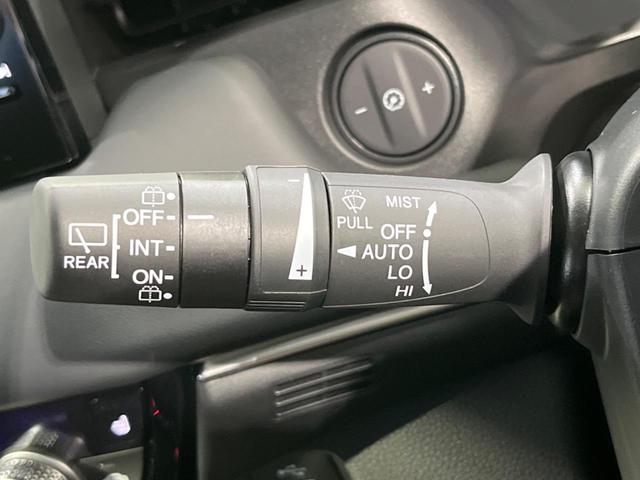 OFF
INT
REAR
ON
- +
MIST
PULL
OFF
AUTO
LO
HI
- +